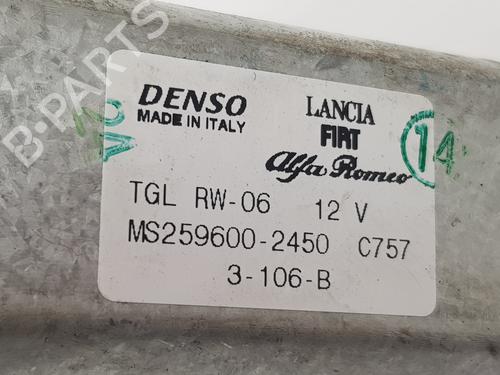 DENSO
MADE IN ITALY
LANCIA
FIAT
Alfa Romeo
14
TGL RW-06 12 V
MS259600-2450 C757
3-106-B
B-PARTS